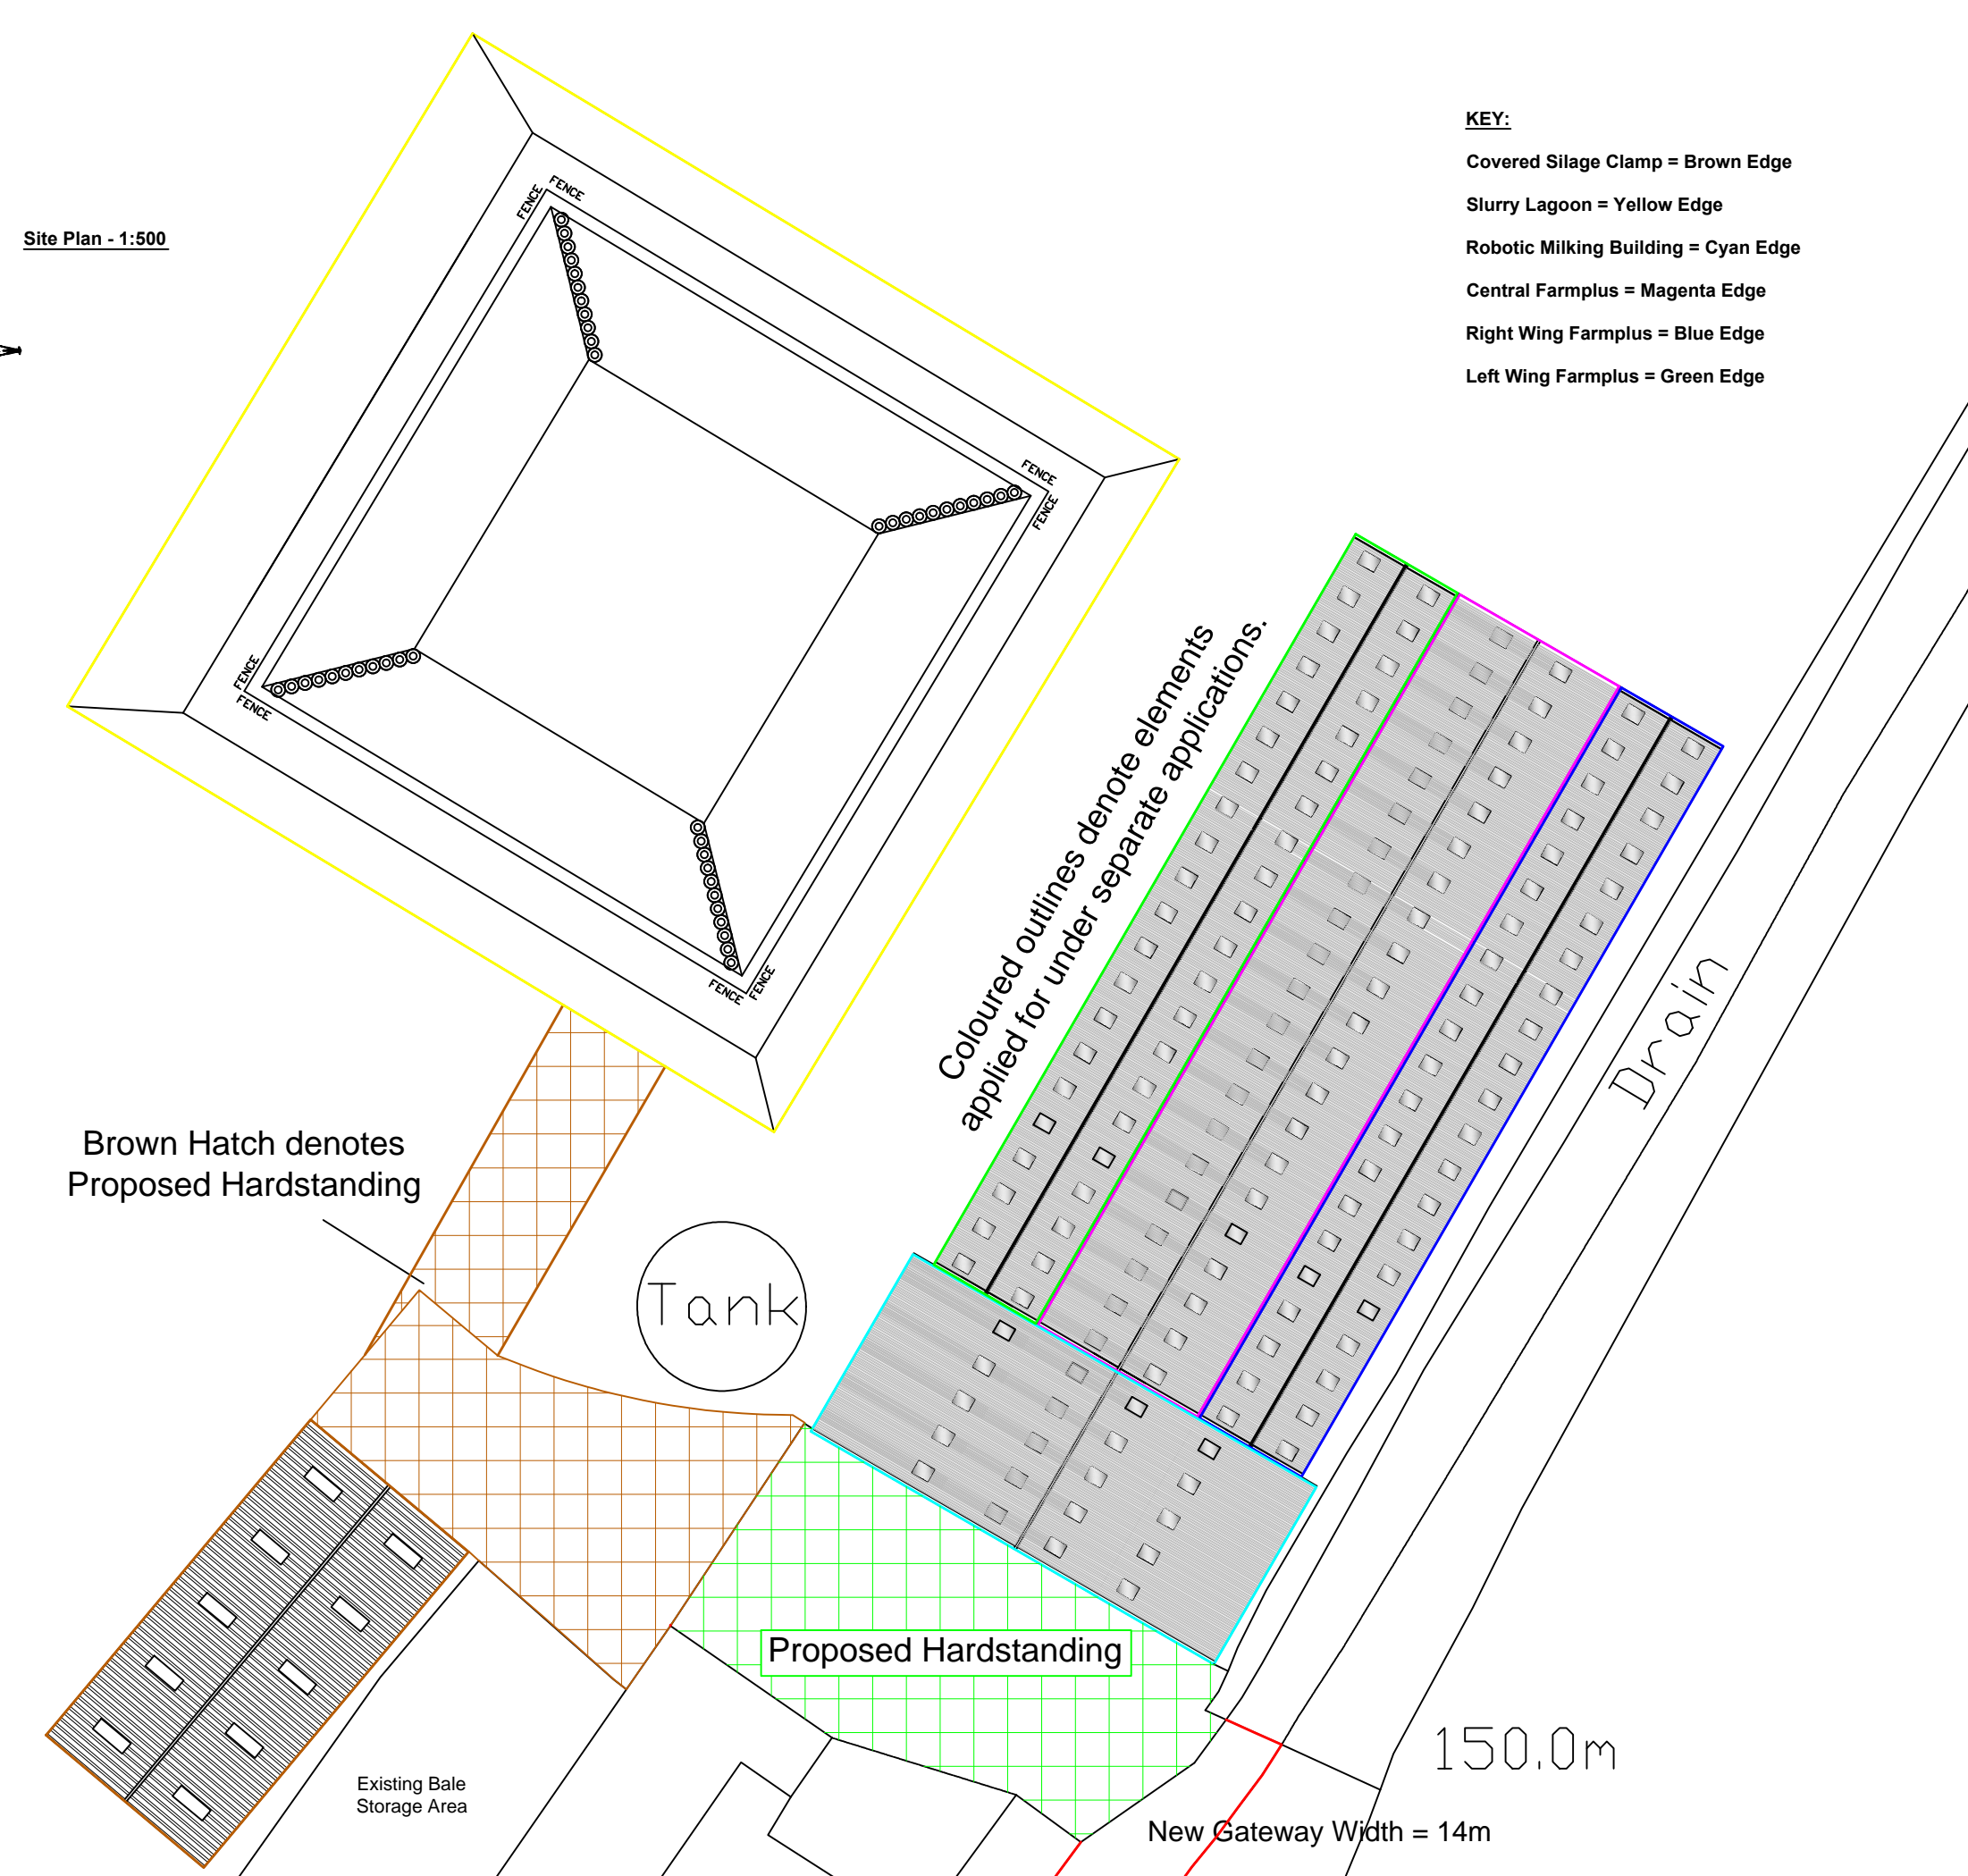 KEY:
Covered Silage Clamp = Brown Edge
Slurry Lagoon = Yellow Edge
Robotic Milking Building = Cyan Edge
Central Farmplus = Magenta Edge
Right Wing Farmplus = Blue Edge
Left Wing Farmplus = Green Edge
Site Plan - 1:500
FENCE
FENCE
FENCE
FENCE
FENCE
FENCE
FENCE
FENCE
Coloured outlines denote elements
applied for under separate applications.
Drain
Brown Hatch denotes
Proposed Hardstanding
Tank
Proposed Hardstanding
150.0m
Existing Bale
Storage Area
New Gateway Width = 14m